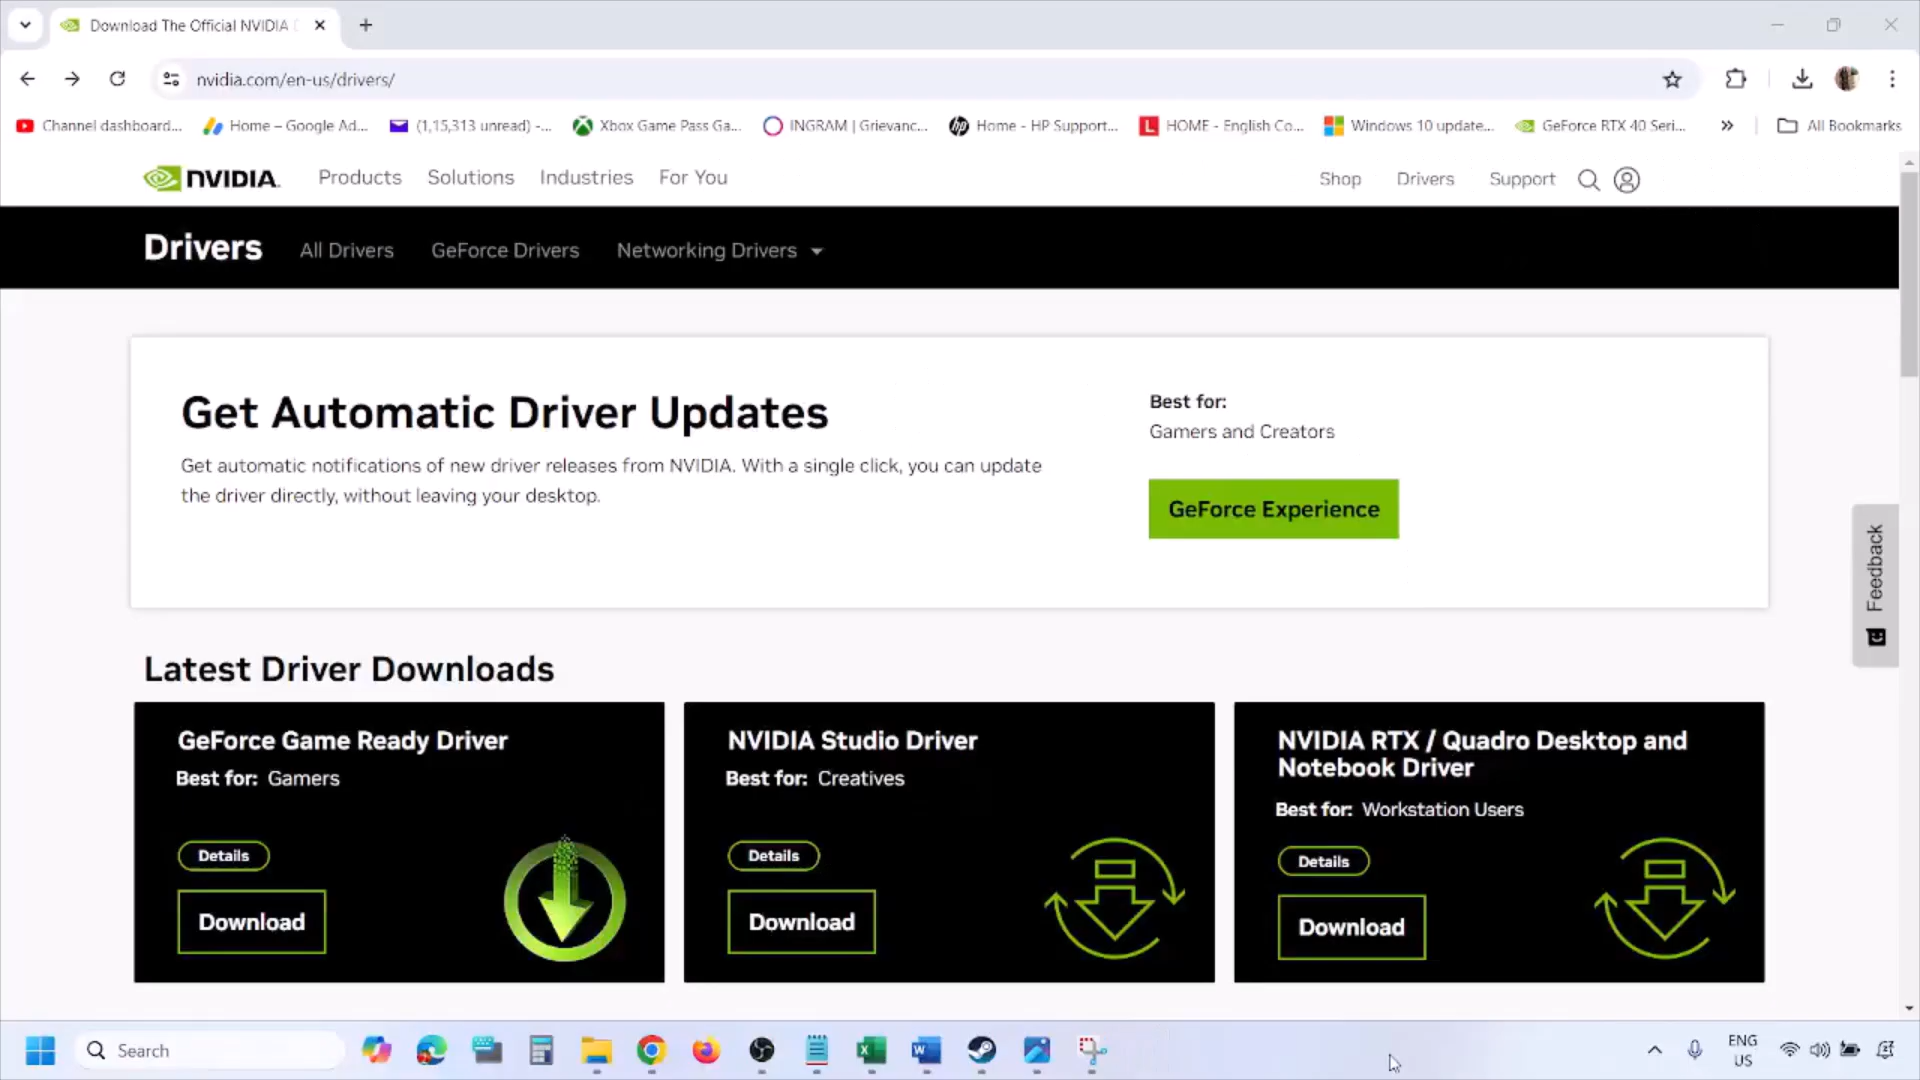 Download The Official NVIDIA
nvidia.com/en-us/drivers/
Channel dashboard...
Home – Google Ad...
(1,15,313 unread) -...
Xbox Game Pass Ga...
INGRAM | Grievanc...
Home - HP Support...
HOME - English Co...
Windows 10 update...
GeForce RTX 40 Seri...
All Bookmarks
NVIDIA.
Products
Solutions
Industries
For You
Shop
Drivers
Support
Drivers
All Drivers
GeForce Drivers
Networking Drivers
Get Automatic Driver Updates
Get automatic notifications of new driver releases from NVIDIA. With a single click, you can update
the driver directly, without leaving your desktop.
Best for:
Gamers and Creators
GeForce Experience
Feedback
Latest Driver Downloads
GeForce Game Ready Driver
Best for: Gamers
Details
Download
NVIDIA Studio Driver
Best for: Creatives
Details
Download
NVIDIA RTX / Quadro Desktop and
Notebook Driver
Best for: Workstation Users
Details
Download
Search
ENG
US